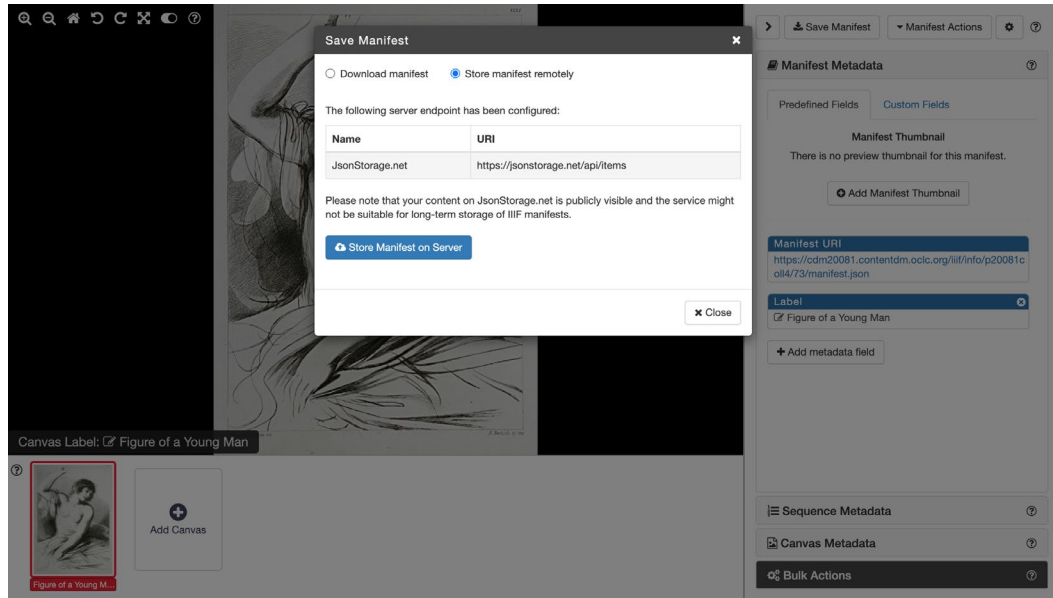 Save Manifest
Download manifest
Store manifest remotely
The following server endpoint has been configured:
Name URI
JsonStorage.net https://jsonstorage.net/api/items
Please note that your content on JsonStorage.net is publicly visible and the service might
not be suitable for long-term storage of IIIF manifests.
Store Manifest on Server
Close
Canvas Label: Figure of a Young Man
Figure of a Young M...
Add Canvas
Save Manifest
Manifest Actions
Manifest Metadata
Predefined Fields
Custom Fields
Manifest Thumbnail
There is no preview thumbnail for this manifest.
Add Manifest Thumbnail
Manifest URI
https://cdm20081.contentdm.oclc.org/iiif/info/p20081c
oll4/73/manifest.json
Label
Figure of a Young Man
Add metadata field
Sequence Metadata
Canvas Metadata
Bulk Actions